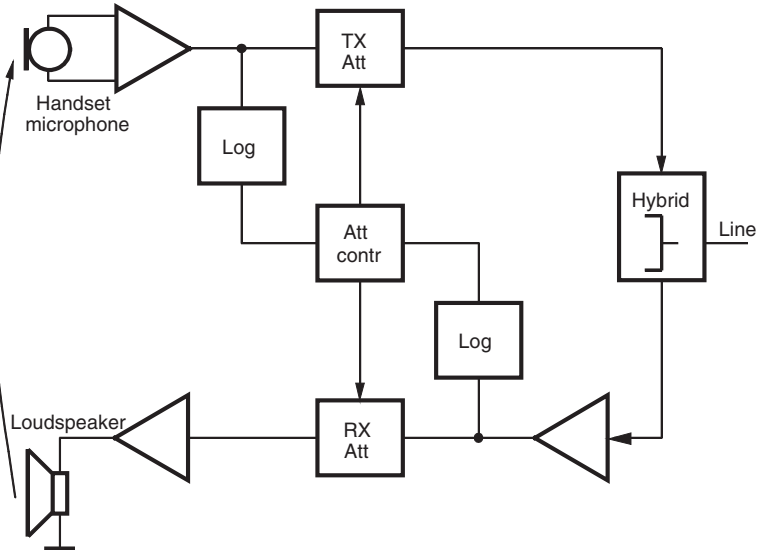 TX
Att
Handset
microphone
Log
Hybrid
Att
contr
Line
Log
Loudspeaker
RX
Att